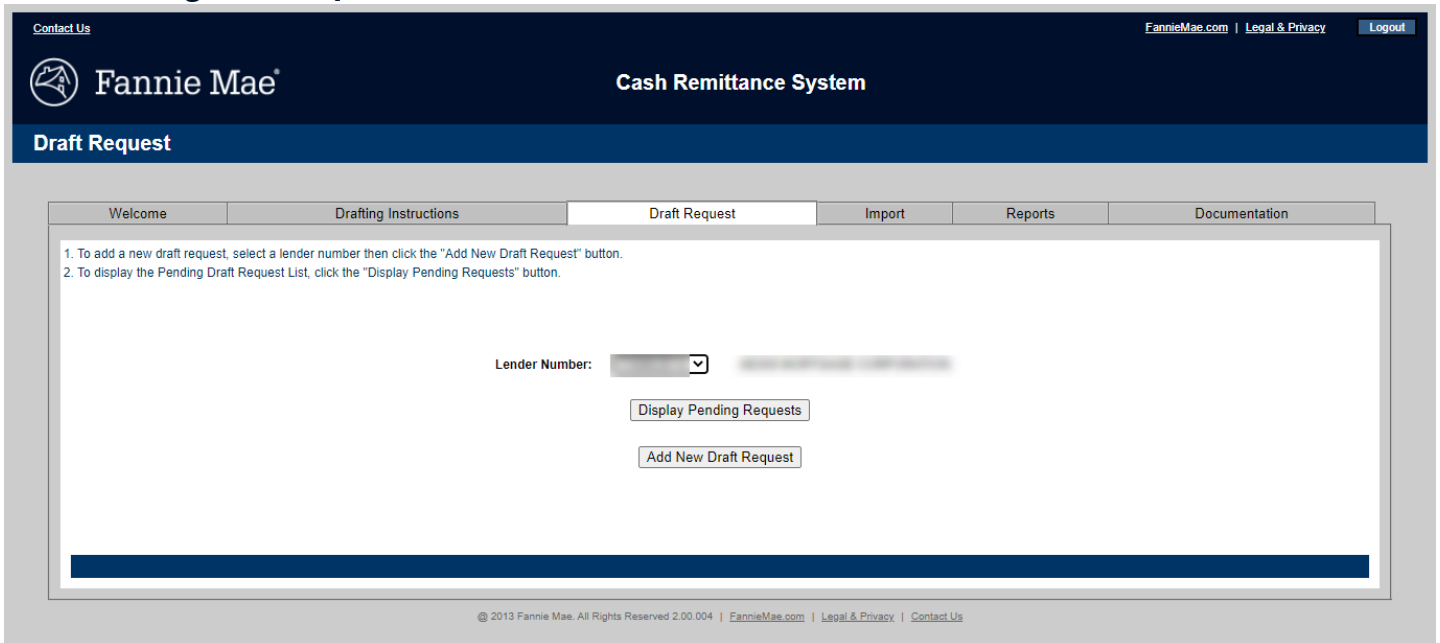 Contact Us
FannieMae.com | Legal & Privacy
Logout
Fannie Mae®
Cash Remittance System
Draft Request
Welcome
Drafting Instructions
Draft Request
Import
Reports
Documentation
1. To add a new draft request, select a lender number then click the "Add New Draft Request" button.
2. To display the Pending Draft Request List, click the "Display Pending Requests" button.
Lender Number:
Display Pending Requests
Add New Draft Request
@ 2013 Fannie Mae. All Rights Reserved 2.00.004 | FannieMae.com | Legal & Privacy | Contact Us